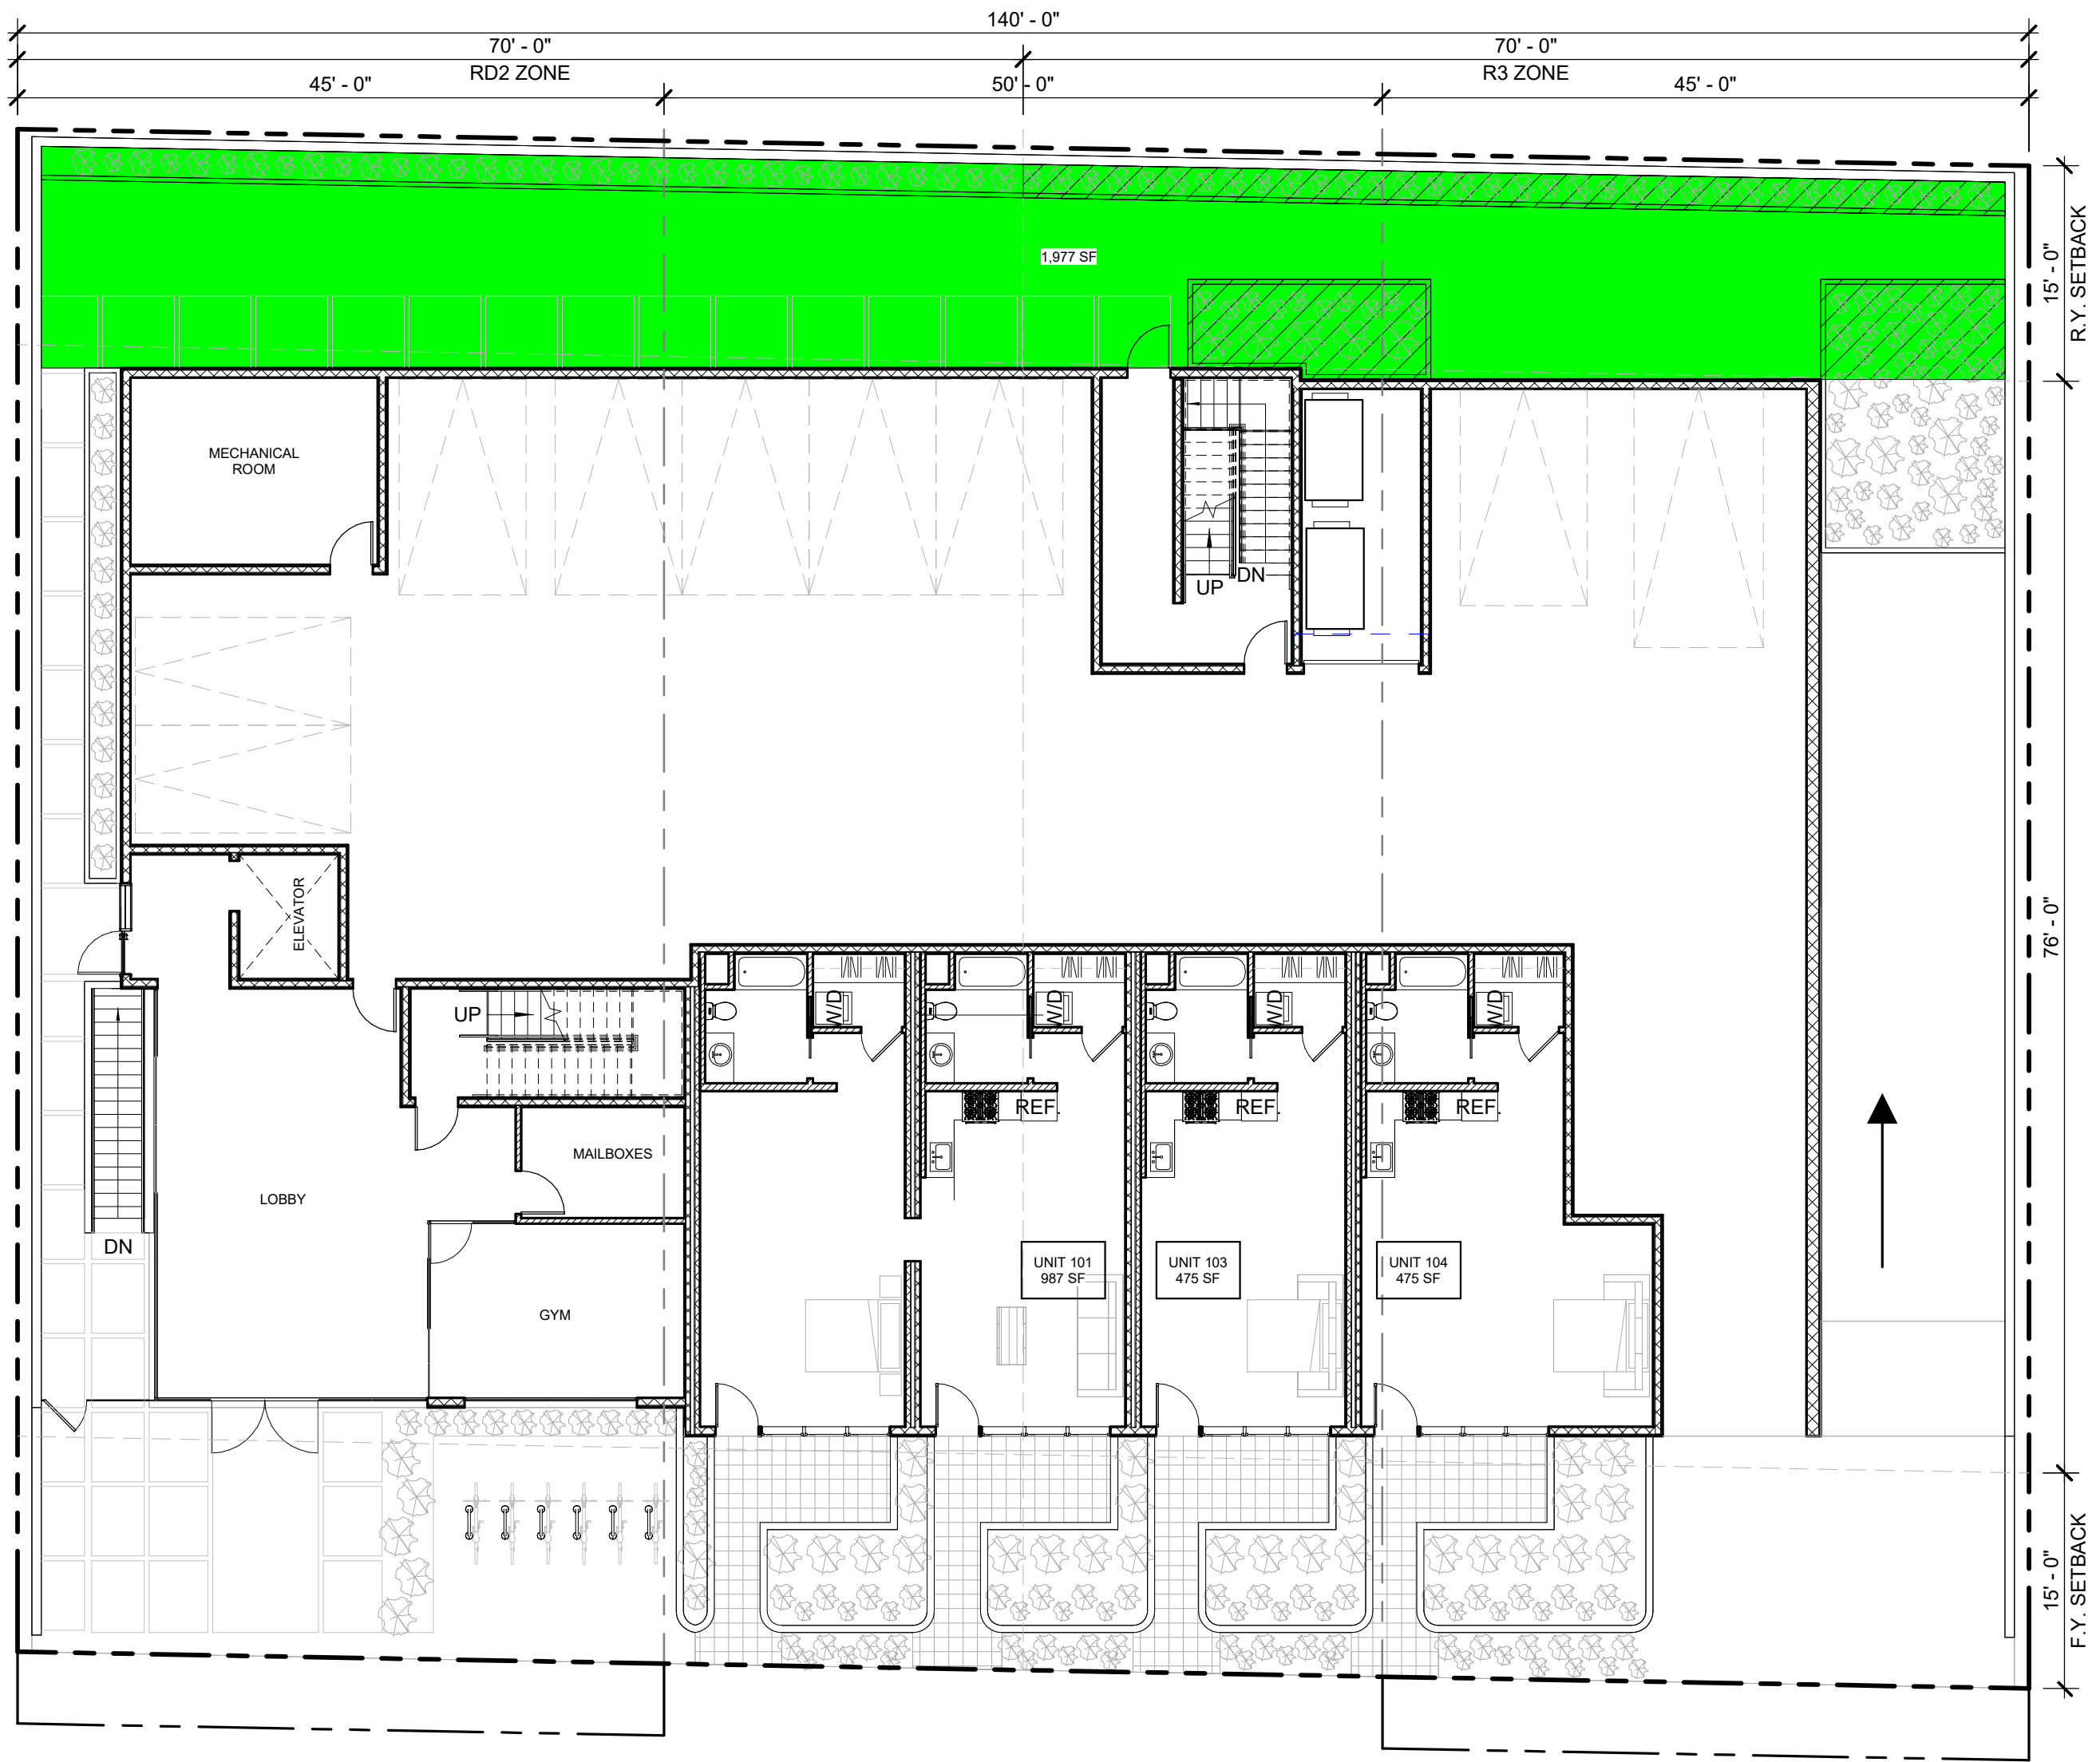 140' - 0"
70' - 0"
70' - 0"
RD2 ZONE
R3 ZONE
45' - 0"
50' - 0"
45' - 0"
15' - 0"
R.Y. SETBACK
1,977 SF
MECHANICAL
ROOM
UP
DN
ELEVATOR
76' - 0"
UP
W/D
W/D
W/D
W/D
REF.
REF.
REF.
MAILBOXES
LOBBY
DN
UNIT 101
987 SF
UNIT 103
475 SF
UNIT 104
475 SF
GYM
15' - 0"
F.Y. SETBACK